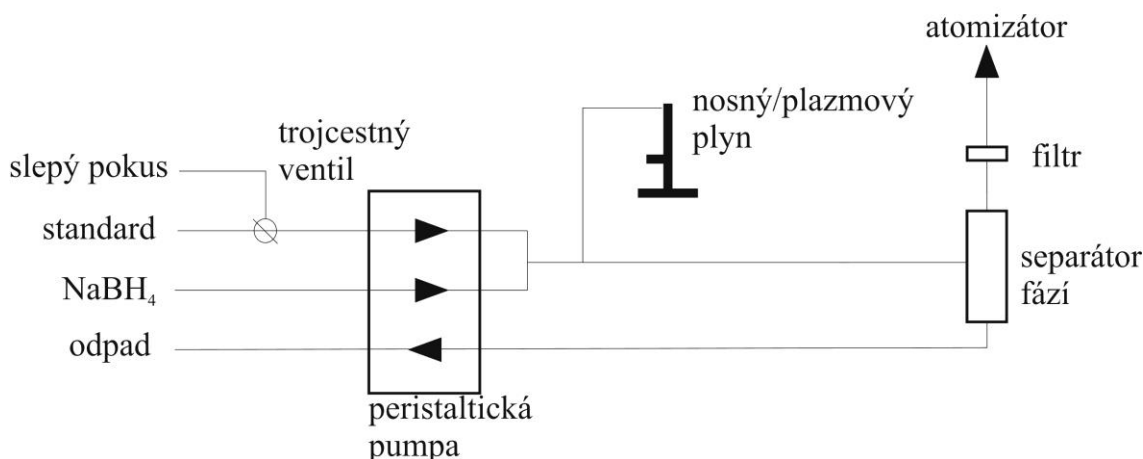 atomizátor
nosný/plazmový
plyn
trojcestný
ventil
slepý pokus
filtr
standard
separátor
fází
NaBH₄
odpad
peristaltická
pumpa